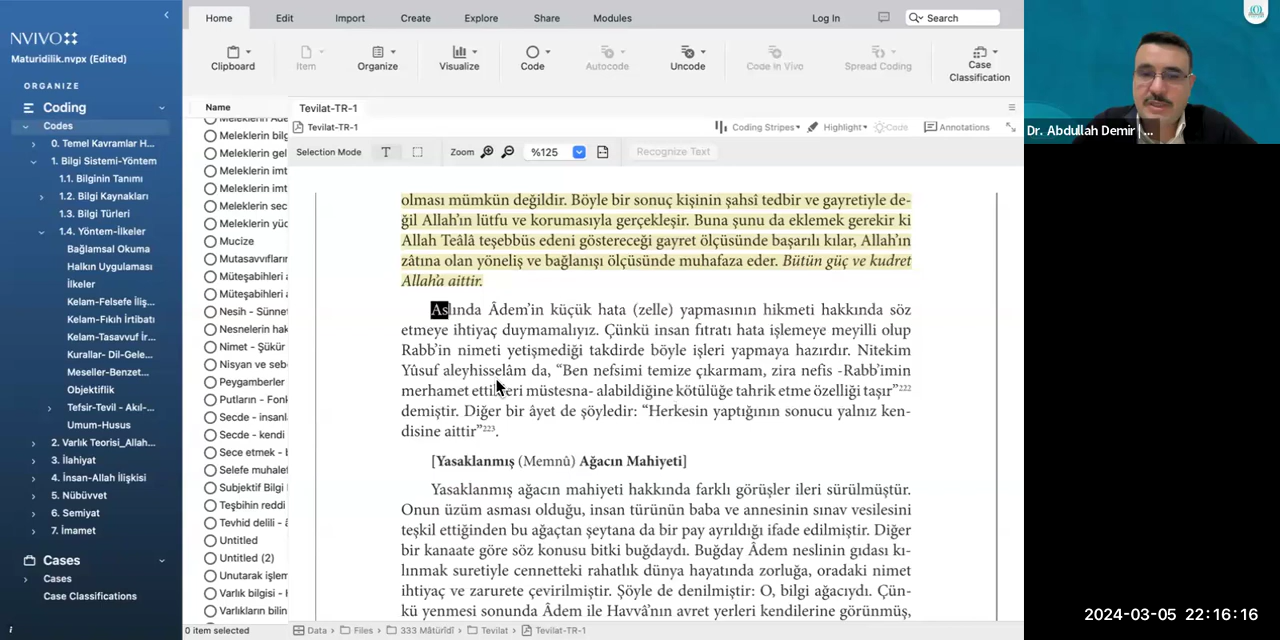 NVIVO
Maturidilik.nvpx (Edited)
ORGANIZE
Coding
Codes
0. Temel Kavramlar H...
1. Bilgi Sistemi-Yöntem
1.1. Bilginin Tanımı
1.2. Bilgi Kaynakları
1.3. Bilgi Türleri
1.4. Yöntem-İlkeler
Bağlamsal Okuma
Halkın Uygulaması
İlkeler
Kelam-Felsefe İliş...
Kelam-Fıkıh İrtibatı
Kelam-Tasavvuf İr...
Kurallar- Dil-Gele...
Meseller-Benzet...
Objektiflik
Tefsir-Tevil - Akıl-...
Umum-Husus
2. Varlık Teorisi_Allah...
3. İlahiyat
4. İnsan-Allah İlişkisi
5. Nübüvvet
6. Semiyat
7. İmamet
Cases
Cases
Case Classifications
Home Edit Import Create Explore Share Modules Log In Search
Clipboard Item Organize Visualize Code Autocode Uncode Code In Vivo Spread Coding Case Classification
Name
Meleklerin bilg
Meleklerin gel
Meleklerin imt
Meleklerin imt
Meleklerin sec
Meleklerin yüc
Mucize
Mutasavvıfların
Müteşabihleri a
Müteşabihleri a
Nesih - Sünnet
Nesnelerin hak
Nimet - Şükür
Nisyan ve seb
Peygamberler
Putların - Fonk
Secde - insanl
Secde - kendi
Sece etmek - b
Selefe muhalef
Subjektif Bilgi
Teşbihin reddi
Tevhid delili - â
Untitled
Untitled (2)
Unutarak işlem
Varlık bilgisi - H
Varlıkların bilin
0 item selected
Tevilat-TR-1
Tevilat-TR-1 Coding Stripes Highlight Code Annotations
Selection Mode T Zoom %125 Recognize Text
olması mümkün değildir. Böyle bir sonuç kişinin şahsî tedbir ve gayretiyle de-
ğil Allah’ın lütfu ve korumasıyla gerçekleşir. Buna şunu da eklemek gerekir ki
Allah Teâlâ teşebbüs edeni göstereceği gayret ölçüsünde başarılı kılar, Allah’ın
zâtına olan yöneliş ve bağlanışı ölçüsünde muhafaza eder. Bütün güç ve kudret
Allah’a aittir.
Aslında Âdem’in küçük hata (zelle) yapmasının hikmeti hakkında söz
etmeye ihtiyaç duymamalıyız. Çünkü insan fıtratı hata işlemeye meyilli olup
Rabb’in nimeti yetişmediği takdirde böyle işleri yapmaya hazırdır. Nitekim
Yûsuf aleyhisselâm da, “Ben nefsimi temize çıkarmam, zira nefis -Rabb’imin
merhamet ettikleri müstesna- alabildiğine kötülüğe tahrik etme özelliği taşır”222
demiştir. Diğer bir âyet de şöyledir: “Herkesin yaptığının sonucu yalnız ken-
disine aittir”223.
[Yasaklanmış (Memnû) Ağacın Mahiyeti]
Yasaklanmış ağacın mahiyeti hakkında farklı görüşler ileri sürülmüştür.
Onun üzüm asması olduğu, insan türünün baba ve annesinin sınav vesilesini
teşkil ettiğinden bu ağaçtan şeytana da bir pay ayrıldığı ifade edilmiştir. Diğer
bir kanaate göre söz konusu bitki buğdaydı. Buğday Âdem neslinin gıdası kı-
lınmak suretiyle cennetteki rahatlık dünya hayatında zorluğa, oradaki nimet
ihtiyaç ve zarurete çevirilmiştir. Şöyle de denilmiştir: O, bilgi ağacıydı. Çün-
kü yenmesi sonunda Âdem ile Havvâ’nın avret yerleri kendilerine görünmüş,
Data Files 333 Mâtürîdî Tevilat Tevilat-TR-1
Dr. Abdullah Demir | ...
2024-03-05 22:16:16